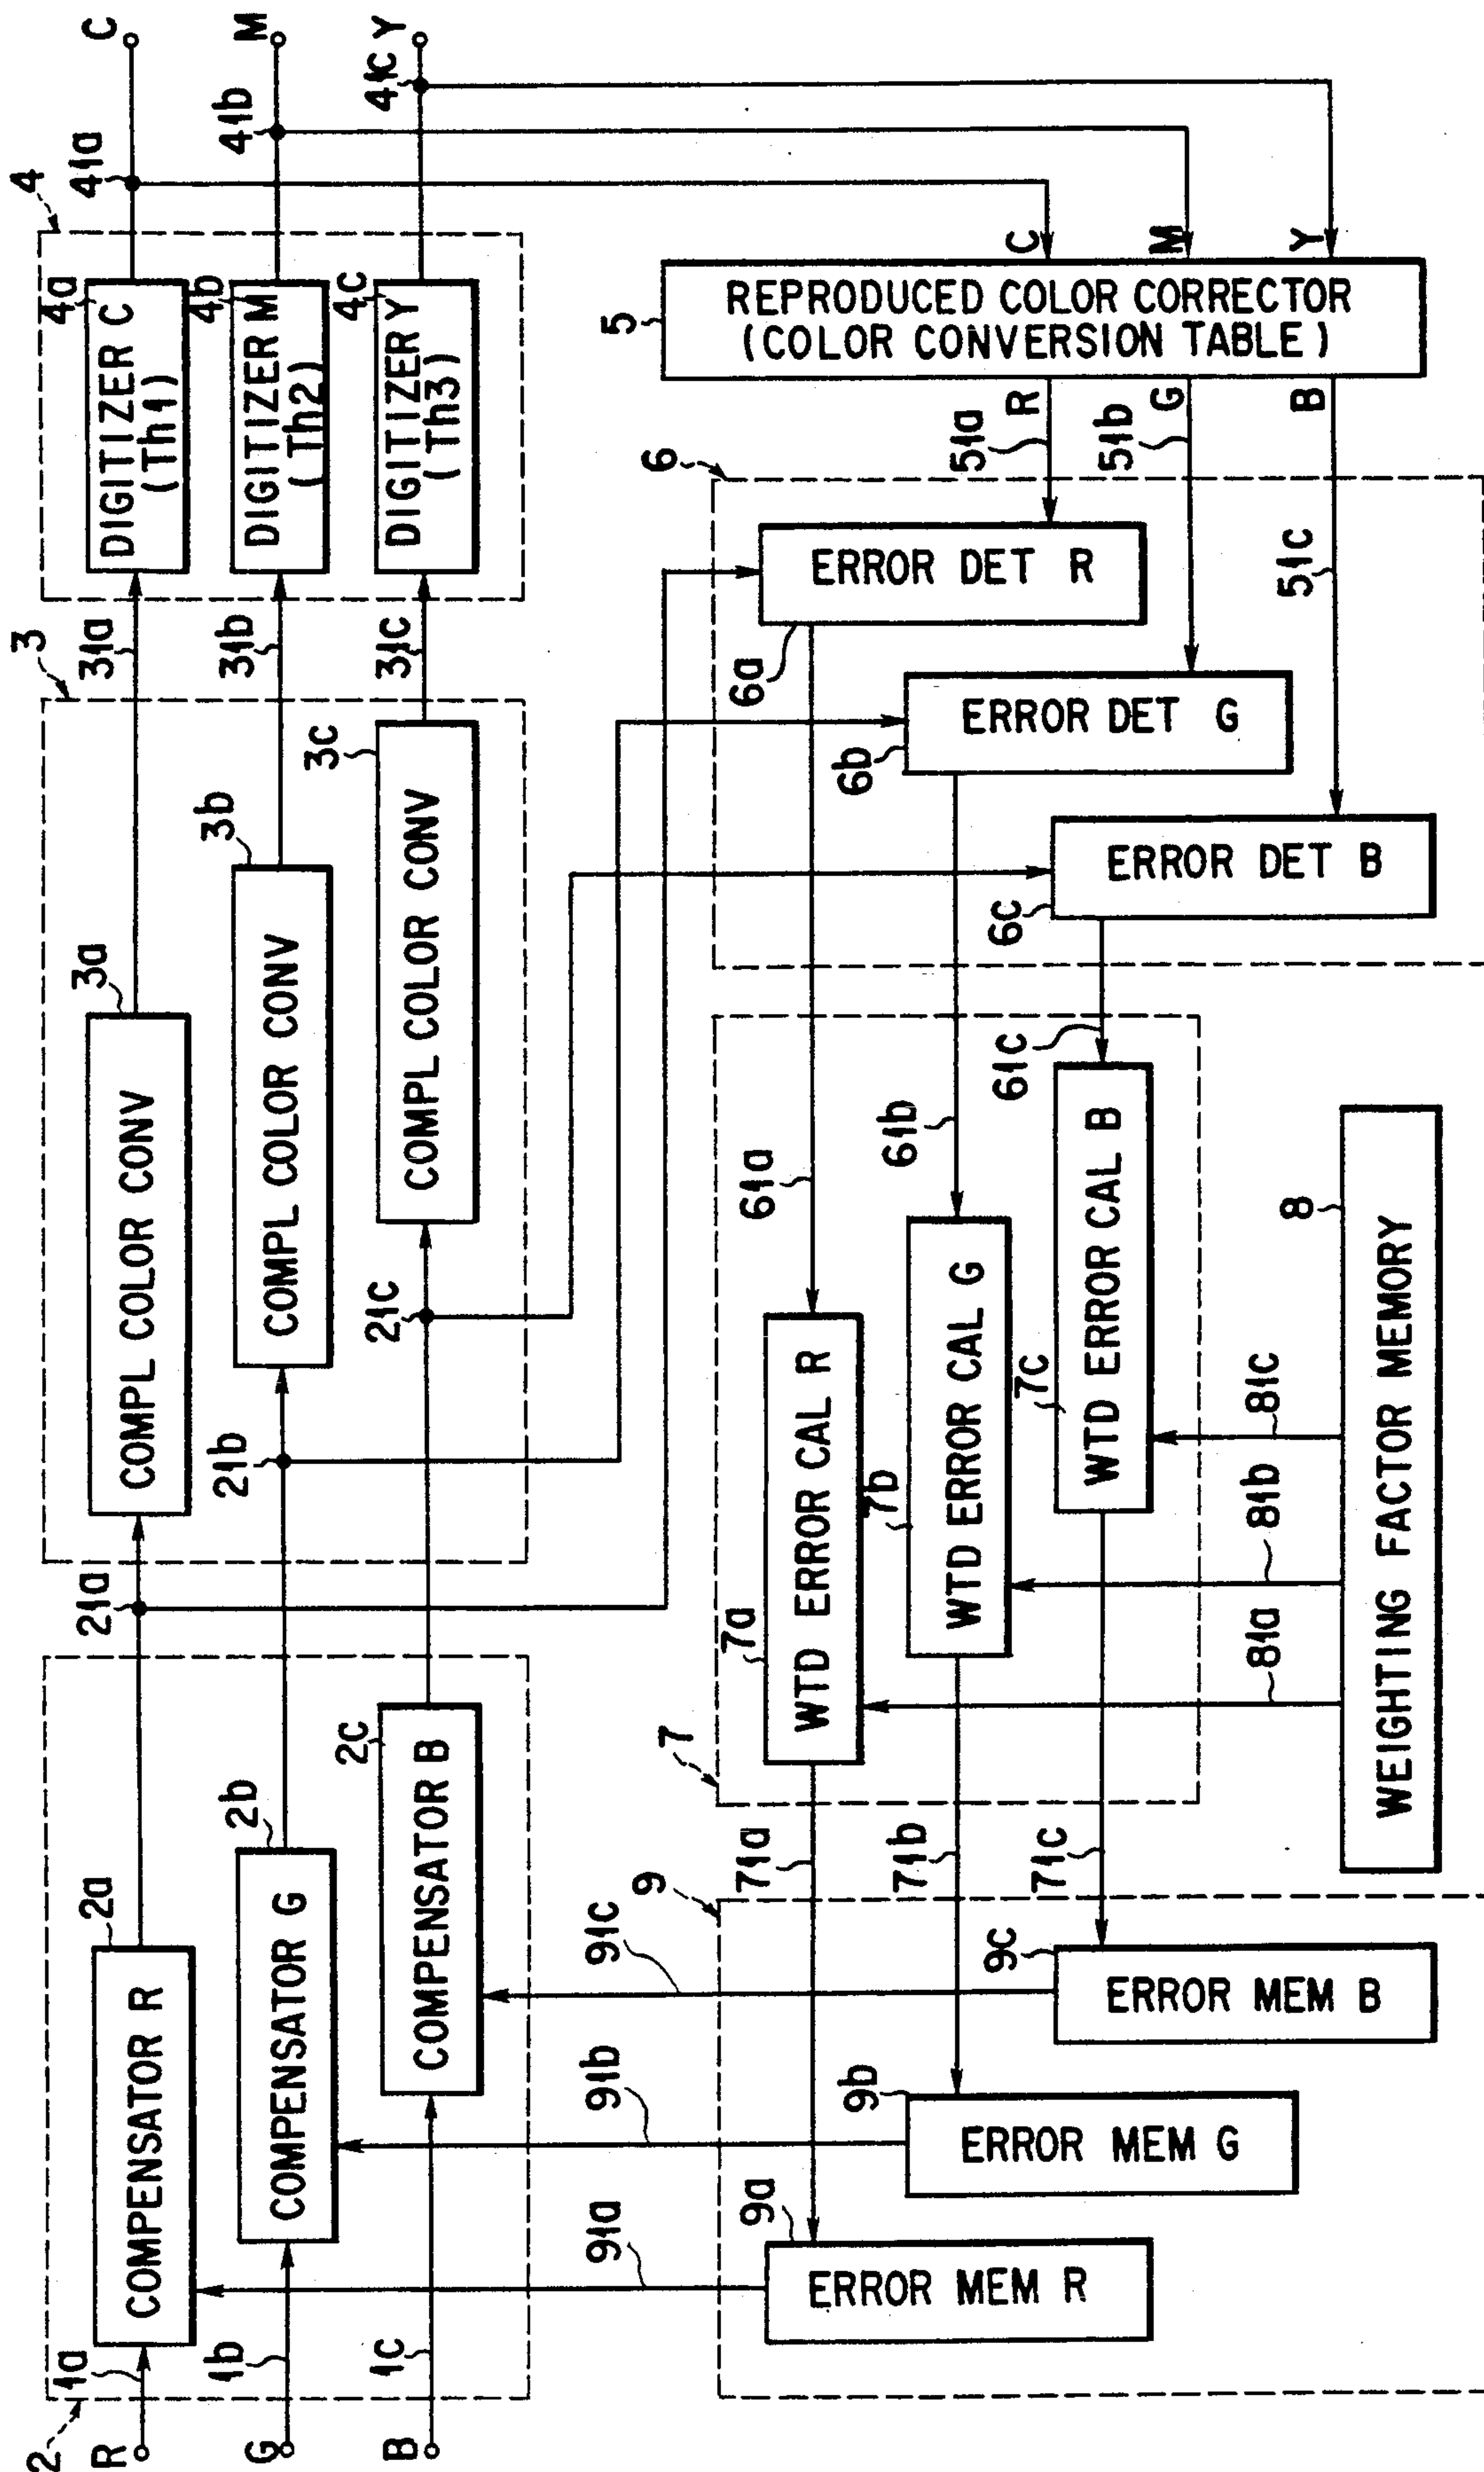 2
R
1a
COMPENSATOR R
2a
21a
COMPL COLOR CONV
3a
3
31a
DIGITIZER C
(Th1)
4a
4
41a
C
G
1b
COMPENSATOR G
2b
21b
COMPL COLOR CONV
3b
31b
DIGITIZER M
(Th2)
4b
41b
M
B
1c
COMPENSATOR B
2c
21c
COMPL COLOR CONV
3c
31c
DIGITIZER Y
(Th3)
4c
41c
Y
91a
91b
91c
9
9a
ERROR MEM R
9b
ERROR MEM G
9c
ERROR MEM B
71a
71b
71c
7
7a
WTD ERROR CAL R
7b
WTD ERROR CAL G
7c
WTD ERROR CAL B
81a
81b
81c
8
WEIGHTING FACTOR MEMORY
61a
61b
61c
6
6a
ERROR DET R
6b
ERROR DET G
6c
ERROR DET B
51a
R
51b
G
51c
B
5
REPRODUCED COLOR CORRECTOR
(COLOR CONVERSION TABLE)
C
M
Y